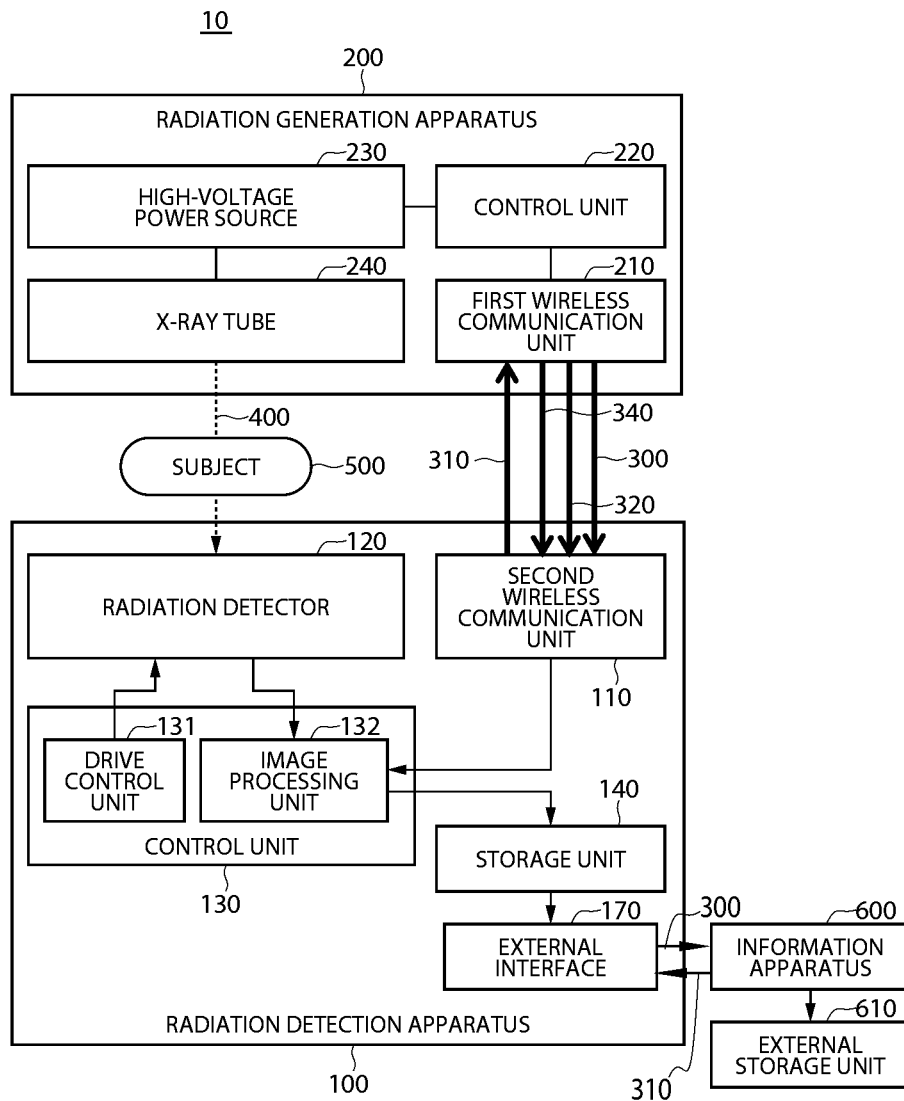 10
200
RADIATION GENERATION APPARATUS
230
220
HIGH-VOLTAGE
POWER SOURCE
CONTROL UNIT
240
210
X-RAY TUBE
FIRST WIRELESS
COMMUNICATION
UNIT
400
340
310
300
SUBJECT
500
320
120
RADIATION DETECTOR
SECOND
WIRELESS
COMMUNICATION
UNIT
110
131
132
DRIVE
CONTROL
UNIT
IMAGE
PROCESSING
UNIT
140
CONTROL UNIT
STORAGE UNIT
130
170
300
600
EXTERNAL
INTERFACE
INFORMATION
APPARATUS
610
RADIATION DETECTION APPARATUS
310
EXTERNAL
STORAGE UNIT
100